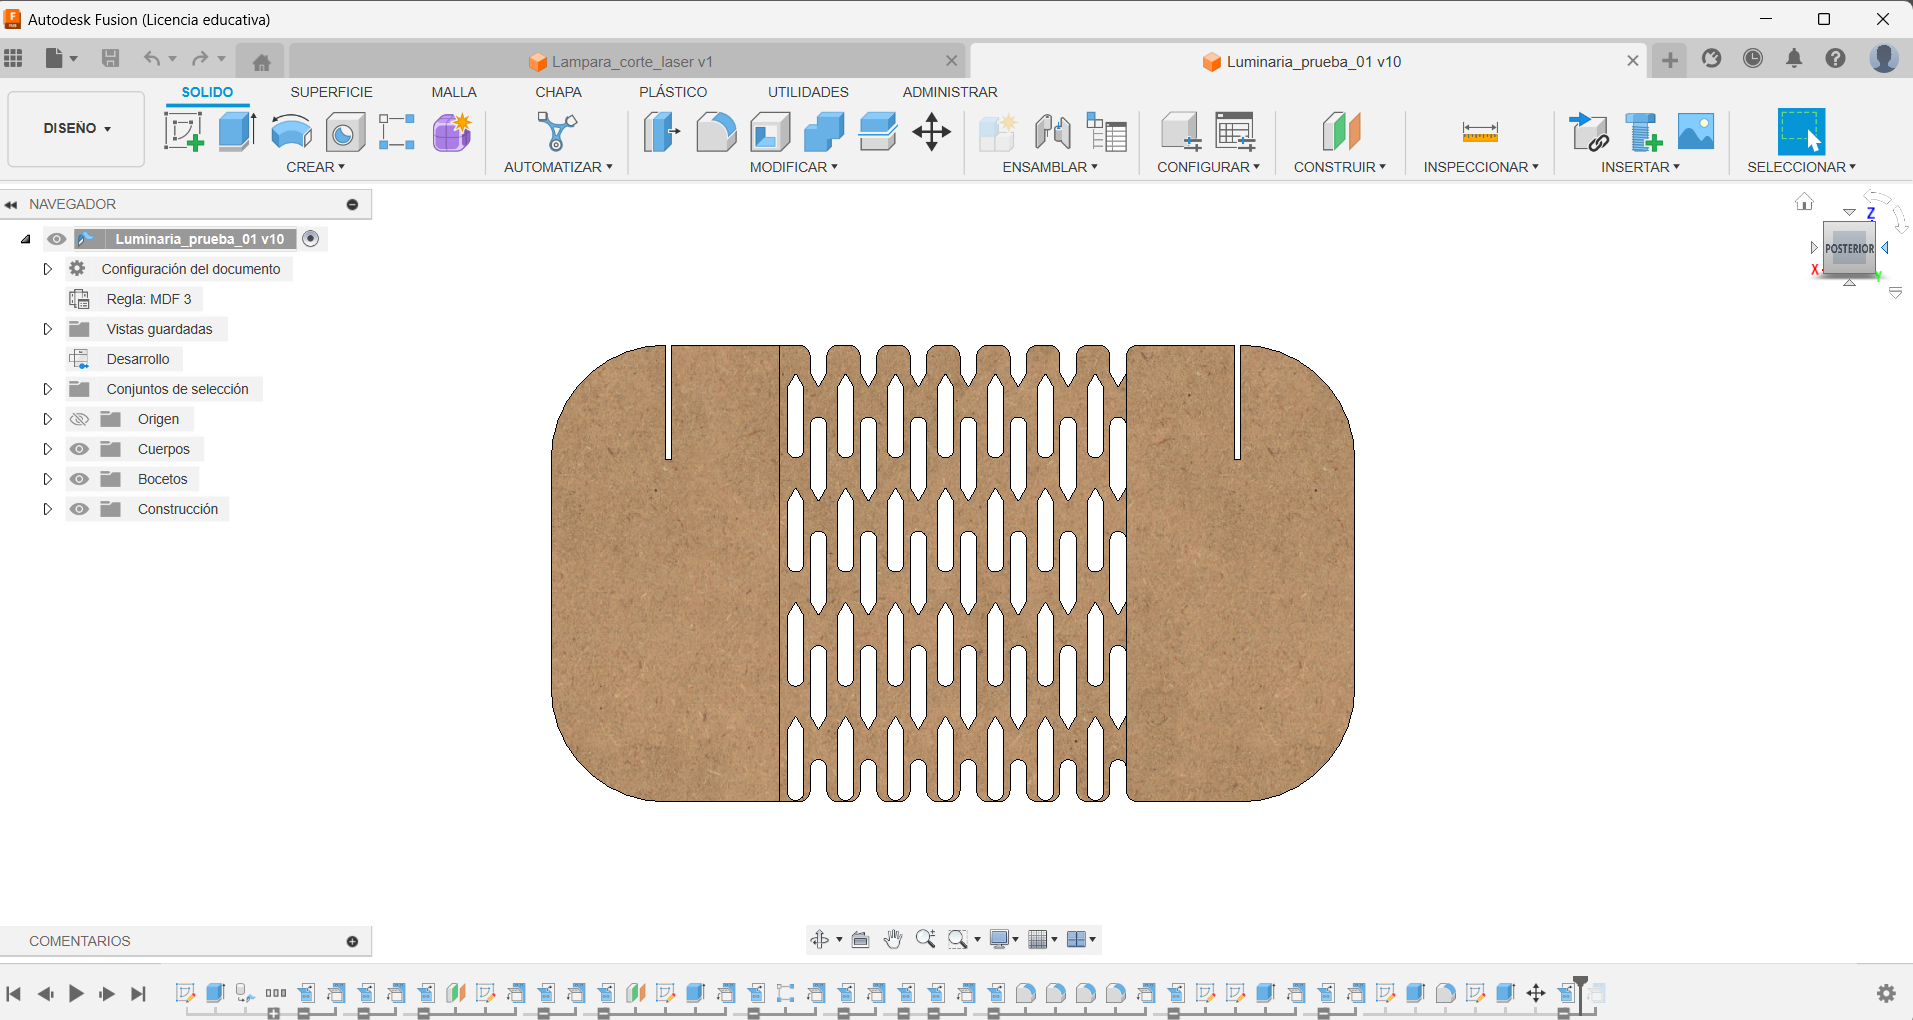 Autodesk Fusion (Licencia educativa)
Lampara_corte_laser v1
Luminaria_prueba_01 v10
SOLIDO SUPERFICIE MALLA CHAPA PLÁSTICO UTILIDADES ADMINISTRAR
DISEÑO
CREAR AUTOMATIZAR MODIFICAR ENSAMBLAR CONFIGURAR CONSTRUIR INSPECCIONAR INSERTAR SELECCIONAR
NAVEGADOR
Luminaria_prueba_01 v10
Configuración del documento
Regla: MDF 3
Vistas guardadas
Desarrollo
Conjuntos de selección
Origen
Cuerpos
Bocetos
Construcción
Z
POSTERIOR
X
Y
COMENTARIOS